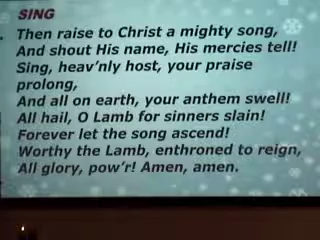 SING
Then raise to Christ a mighty song,
And shout His name, His mercies tell!
Sing, heav'nly host, your praise
prolong,
And all on earth, your anthem swell!
All hail, O Lamb for sinners slain!
Forever let the song ascend!
Worthy the Lamb, enthroned to reign,
All glory, pow'r! Amen, amen.